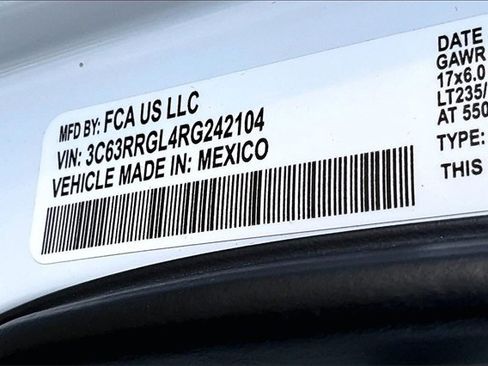 MFD BY: FCA US LLC
VIN: 3C63RRGL4RG242104
VEHICLE MADE IN: MEXICO
DATE
GAWR
17x6.0
LT235/
AT 550
TYPE:
THIS